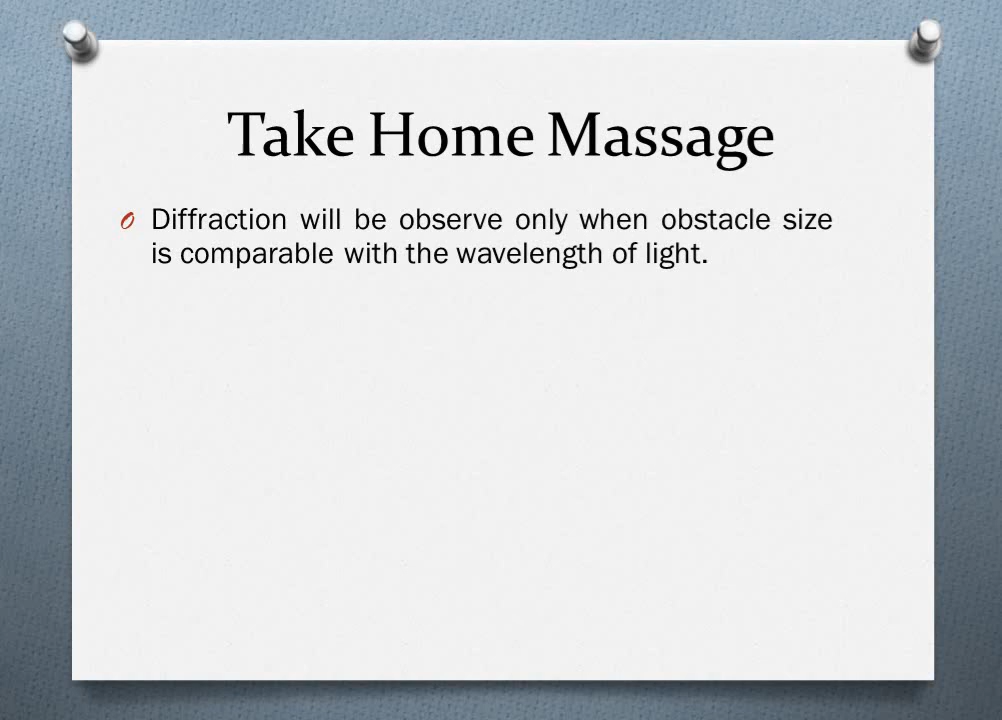 Take Home Massage
Diffraction will be observe only when obstacle size
is comparable with the wavelength of light.